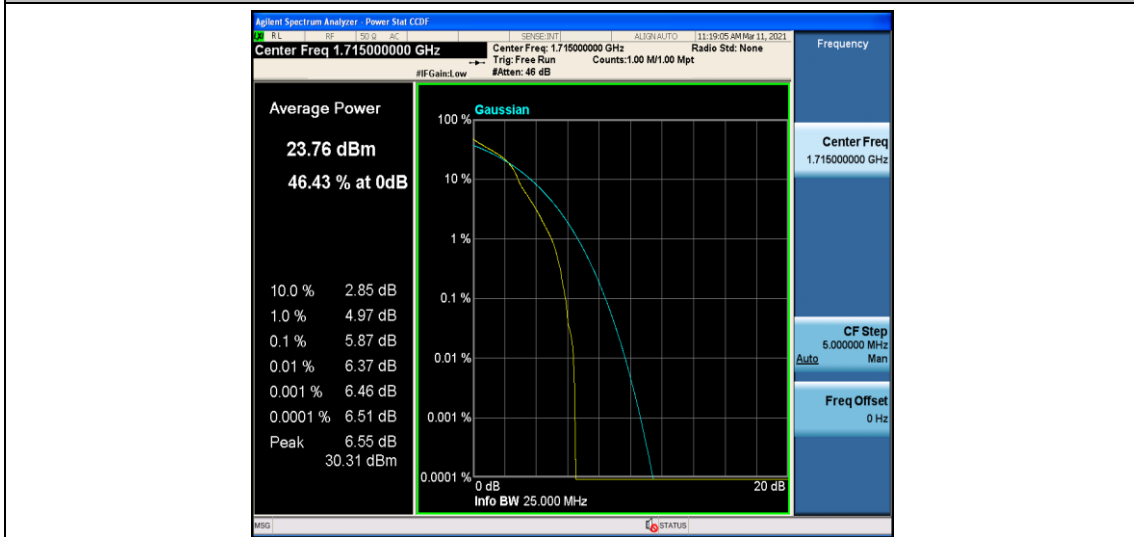 Agilent Spectrum Analyzer - Power Stat CCDF
RL RF 50 Ω AC SENSE:INT ALIGN AUTO 11:19:05 AM Mar 11, 2021
Center Freq 1.715000000 GHz
Center Freq: 1.715000000 GHz Radio Std: None
Trig: Free Run Counts:1.00 M/1.00 Mpt
#IFGain:Low #Atten: 46 dB
Frequency
Average Power
23.76 dBm
46.43 % at 0dB
10.0 % 2.85 dB
1.0 % 4.97 dB
0.1 % 5.87 dB
0.01 % 6.37 dB
0.001 % 6.46 dB
0.0001 % 6.51 dB
Peak 6.55 dB
30.31 dBm
Gaussian
100 %
10 %
1 %
0.1 %
0.01 %
0.001 %
0.0001 %
0 dB 20 dB
Info BW 25.000 MHz
Center Freq
1.715000000 GHz
CF Step
5.000000 MHz
Auto Man
Freq Offset
0 Hz
MSG STATUS